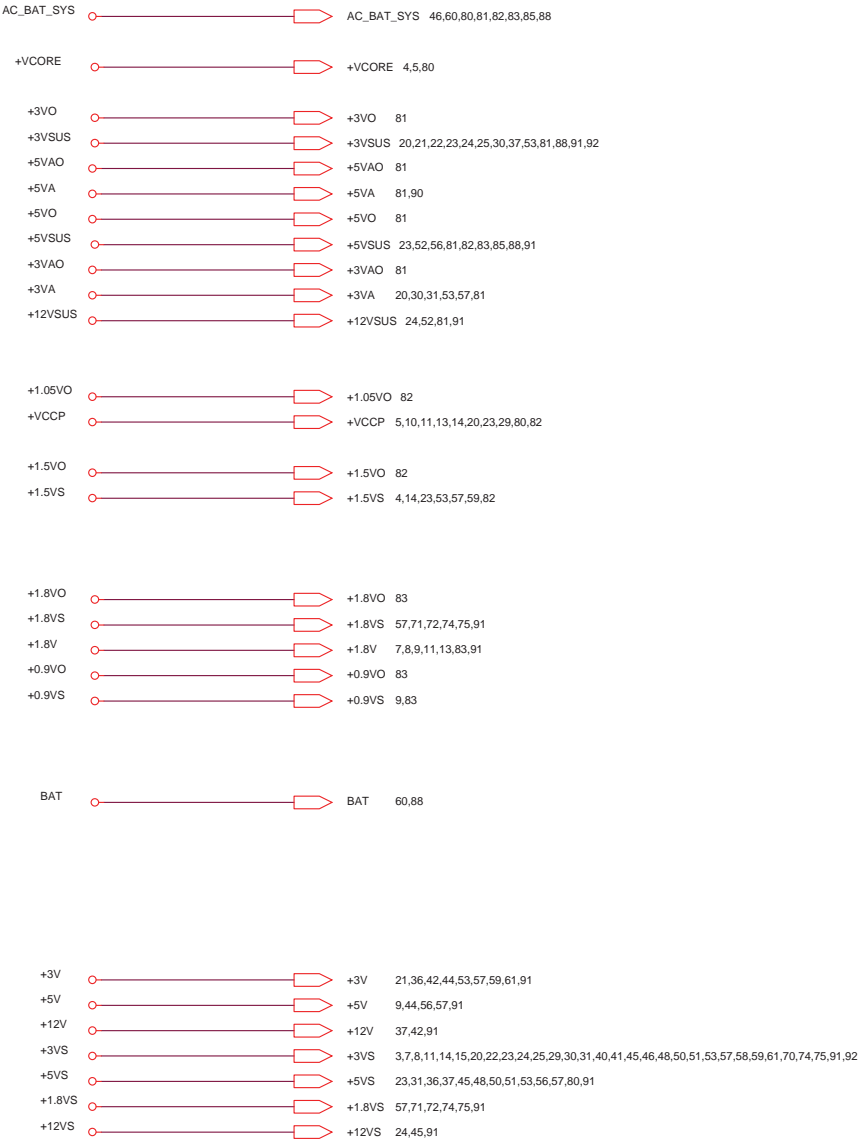 AC_BAT_SYS AC_BAT_SYS 46,60,80,81,82,83,85,88
+VCORE +VCORE 4,5,80
+3VO +3VO 81
+3VSUS +3VSUS 20,21,22,23,24,25,30,37,53,81,88,91,92
+5VAO +5VAO 81
+5VA +5VA 81,90
+5VO +5VO 81
+5VSUS +5VSUS 23,52,56,81,82,83,85,88,91
+3VAO +3VAO 81
+3VA +3VA 20,30,31,53,57,81
+12VSUS +12VSUS 24,52,81,91
+1.05VO +1.05VO 82
+VCCP +VCCP 5,10,11,13,14,20,23,29,80,82
+1.5VO +1.5VO 82
+1.5VS +1.5VS 4,14,23,53,57,59,82
+1.8VO +1.8VO 83
+1.8VS +1.8VS 57,71,72,74,75,91
+1.8V +1.8V 7,8,9,11,13,83,91
+0.9VO +0.9VO 83
+0.9VS +0.9VS 9,83
BAT BAT 60,88
+3V +3V 21,36,42,44,53,57,59,61,91
+5V +5V 9,44,56,57,91
+12V +12V 37,42,91
+3VS +3VS 3,7,8,11,14,15,20,22,23,24,25,29,30,31,40,41,45,46,48,50,51,53,57,58,59,61,70,74,75,91,92
+5VS +5VS 23,31,36,37,45,48,50,51,53,56,57,80,91
+1.8VS +1.8VS 57,71,72,74,75,91
+12VS +12VS 24,45,91